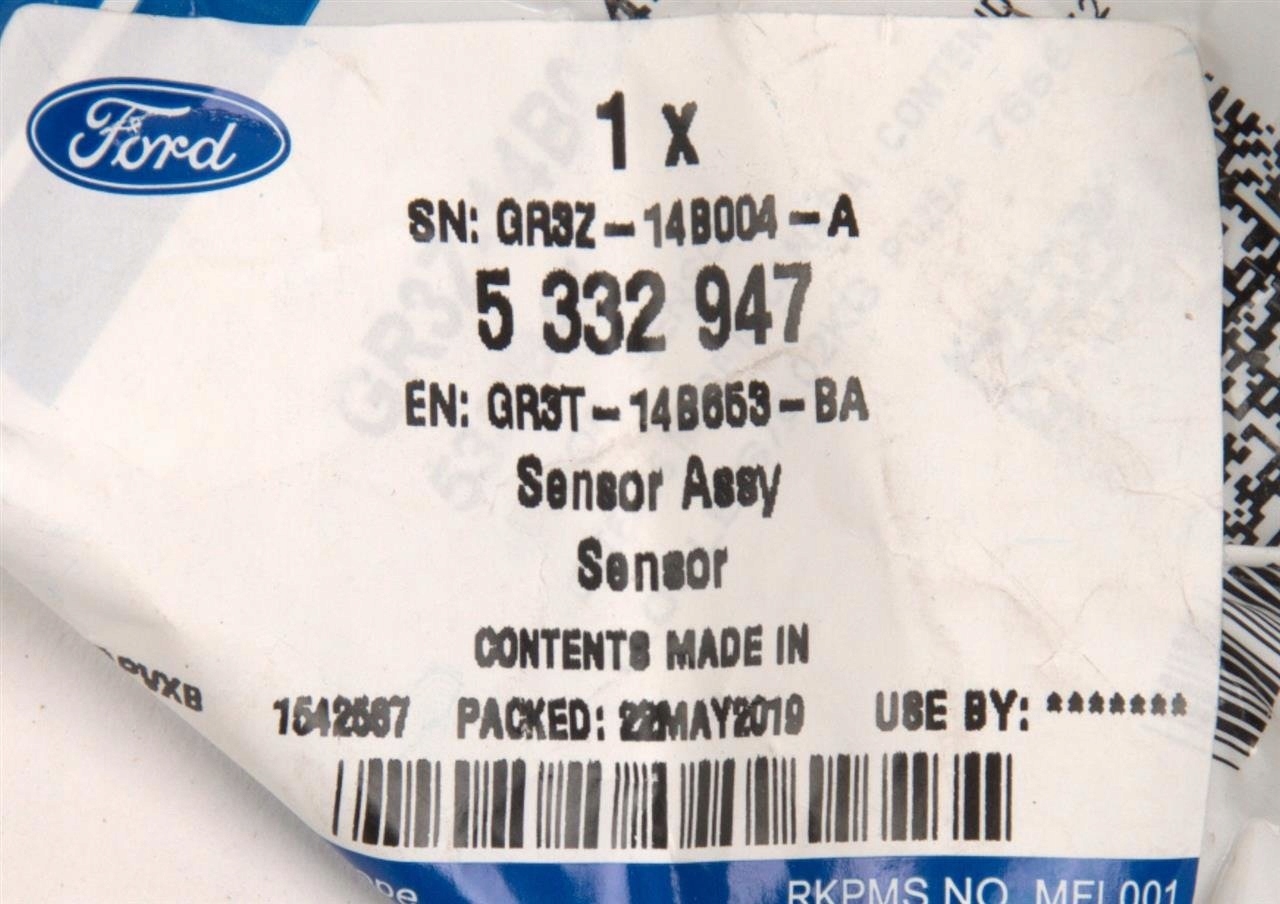 Ford
1 X
SN: GR3Z-14B004-A
5 332 947
EN: GR3T-14B653-BA
Sensor Assy
Sensor
CONTENTS MADE IN
1542567 PACKED: 22MAY2019 USE BY: *******
RKPMS NO. MEL001